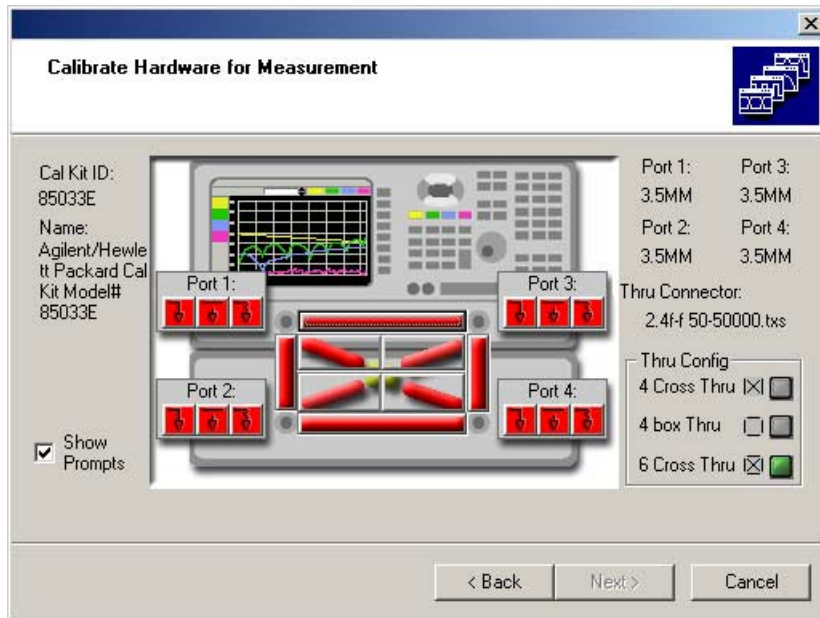 Calibrate Hardware for Measurement
Cal Kit ID:
85033E
Name:
Agilent/Hewle
tt Packard Cal
Kit Model#
85033E
Show
Prompts
Port 1:
Port 3:
Port 2:
Port 4:
Port 1: Port 3:
3.5MM 3.5MM
Port 2: Port 4:
3.5MM 3.5MM
Thru Connector:
2.4f-f 50-50000.txs
Thru Config
4 Cross Thru
4 box Thru
6 Cross Thru
< Back
Next >
Cancel